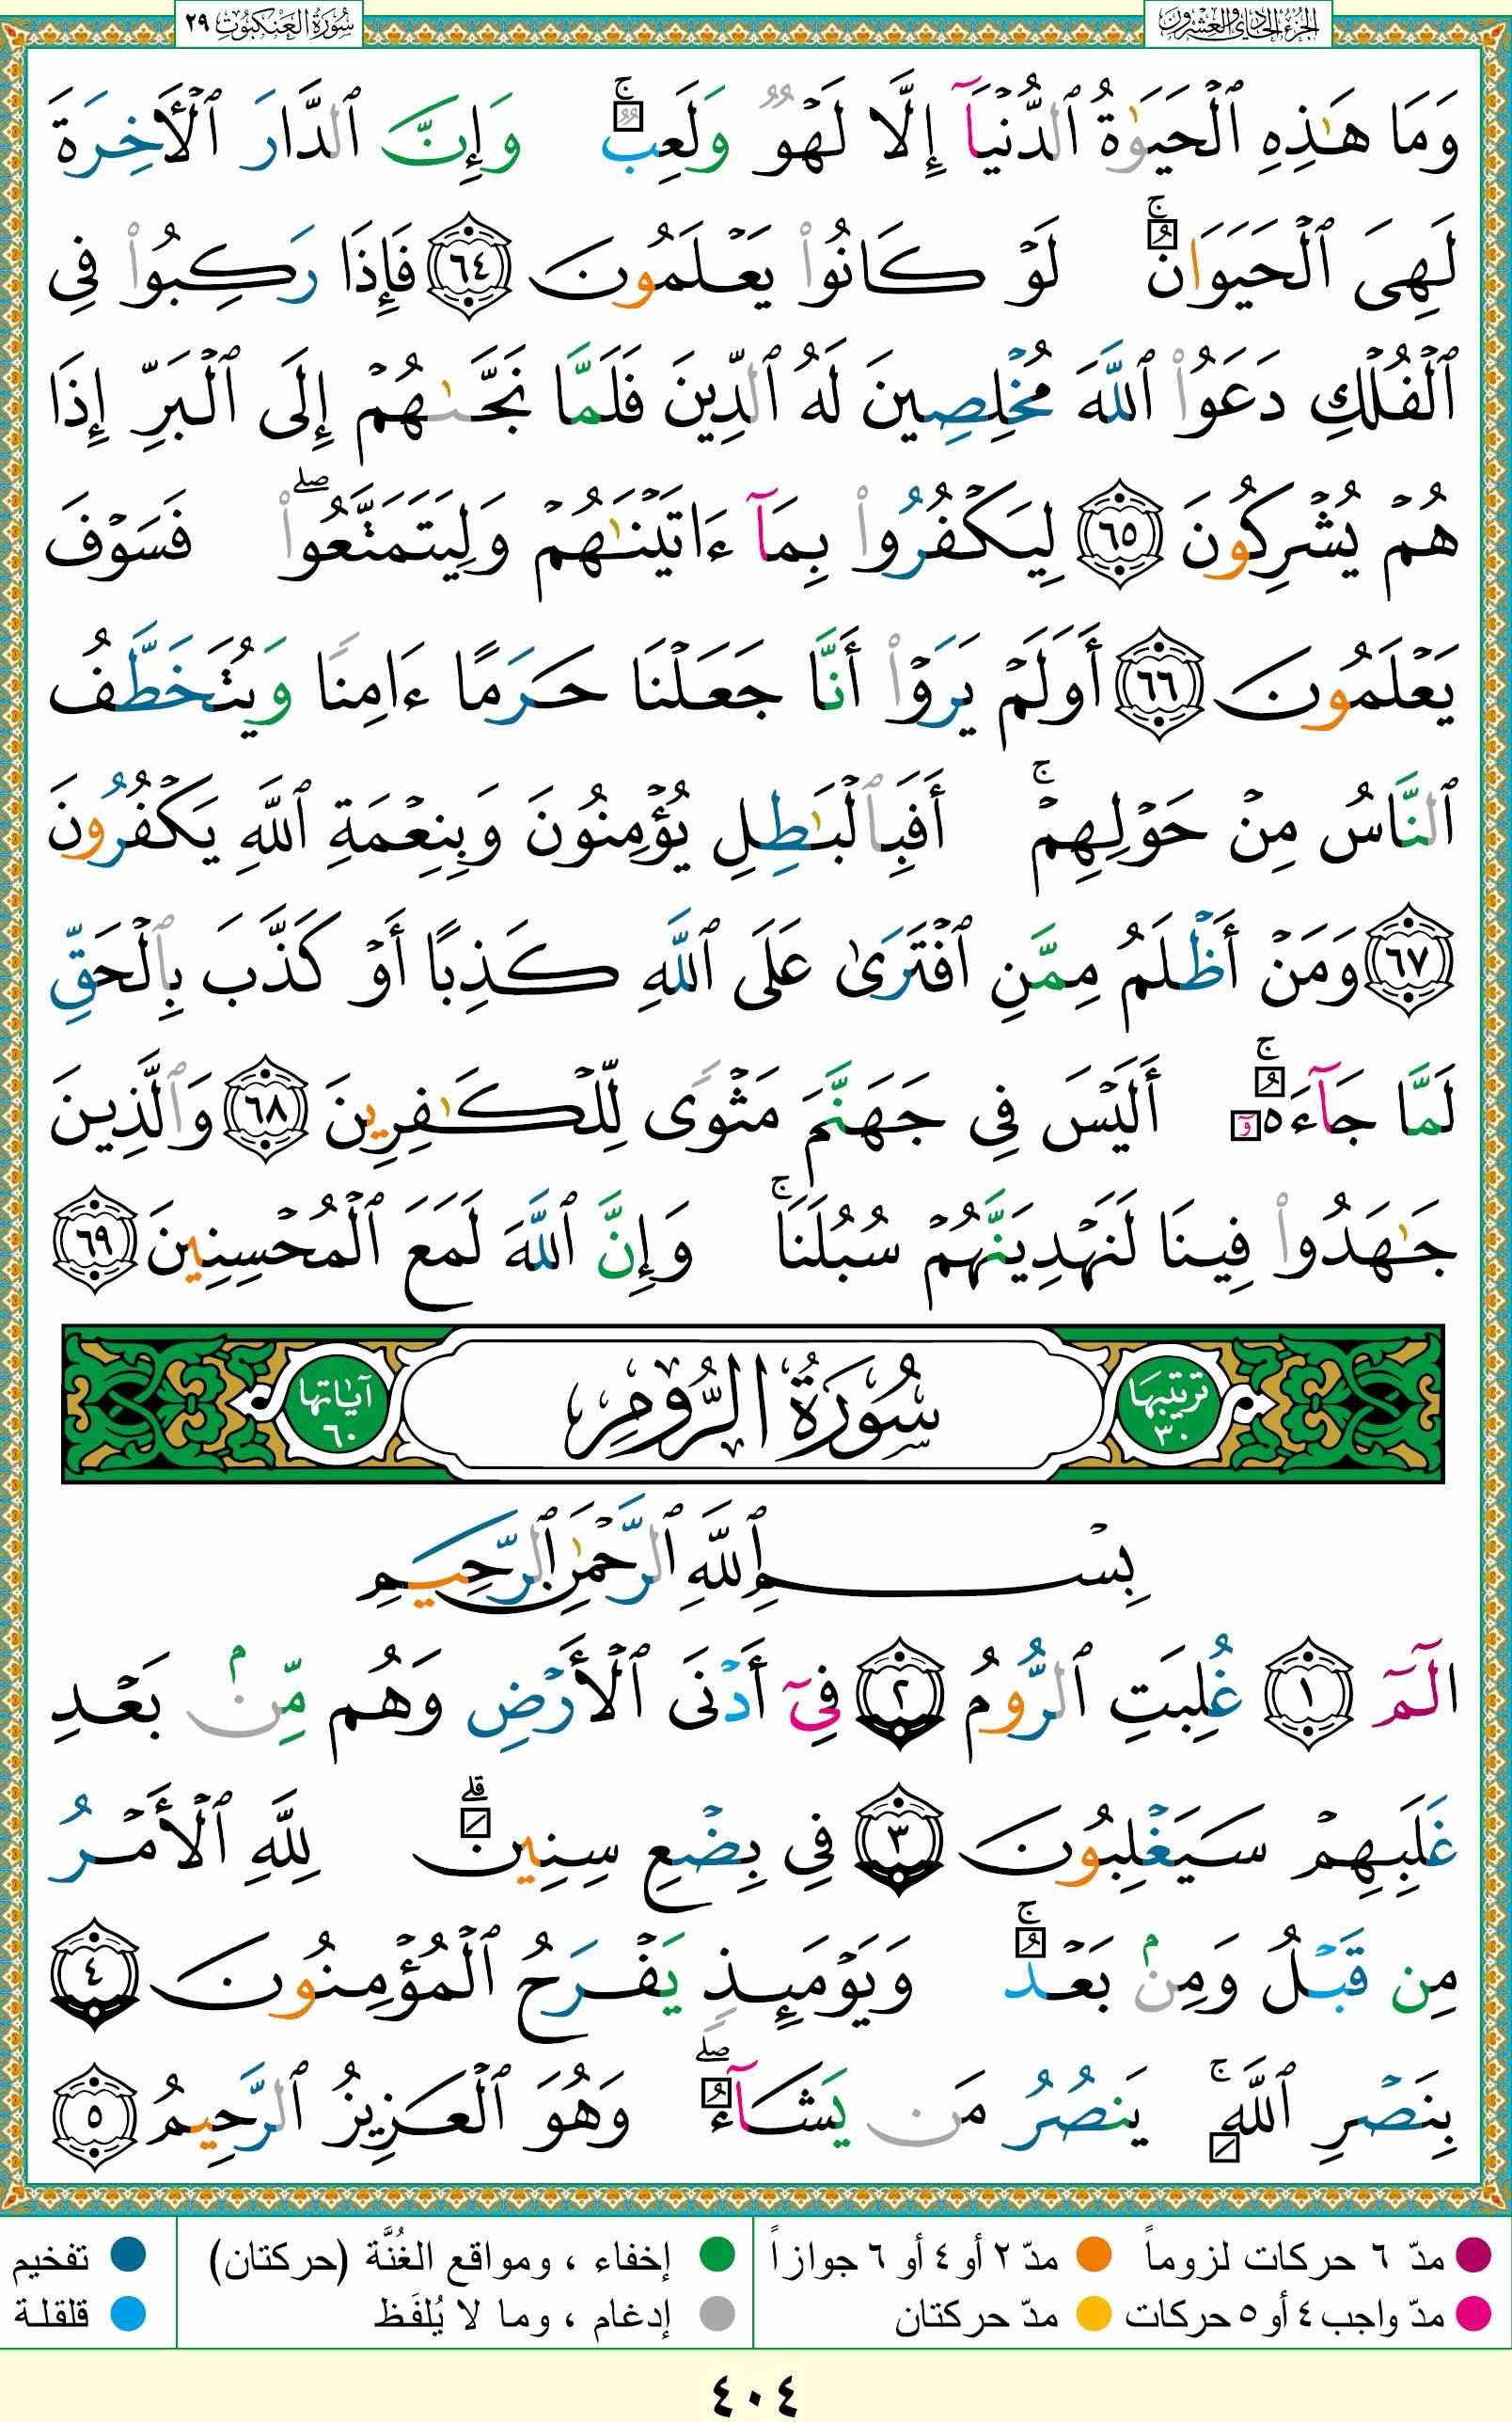 الجزء الحادي والعشرون
سورة العنكبوت ٢٩
وَمَا هَٰذِهِ ٱلْحَيَوٰةُ ٱلدُّنْيَآ إِلَّا لَهْوٌ وَلَعِبٌ ۚ وَإِنَّ ٱلدَّارَ ٱلْأَخِرَةَ
لَهِىَ ٱلْحَيَوَانُ ۚ لَوْ كَانُوا۟ يَعْلَمُونَ ٦٤ فَإِذَا رَكِبُوا۟ فِى
ٱلْفُلْكِ دَعَوُا۟ ٱللَّهَ مُخْلِصِينَ لَهُ ٱلدِّينَ فَلَمَّا نَجَّىٰهُمْ إِلَى ٱلْبَرِّ إِذَا
هُمْ يُشْرِكُونَ ٦٥ لِيَكْفُرُوا۟ بِمَآ ءَاتَيْنَٰهُمْ وَلِيَتَمَتَّعُوا۟ ۖ فَسَوْفَ
يَعْلَمُونَ ٦٦ أَوَلَمْ يَرَوْا۟ أَنَّا جَعَلْنَا حَرَمًا ءَامِنًا وَيُتَخَطَّفُ
ٱلنَّاسُ مِنْ حَوْلِهِمْ ۚ أَفَبِٱلْبَٰطِلِ يُؤْمِنُونَ وَبِنِعْمَةِ ٱللَّهِ يَكْفُرُونَ
٦٧ وَمَنْ أَظْلَمُ مِمَّنِ ٱفْتَرَىٰ عَلَى ٱللَّهِ كَذِبًا أَوْ كَذَّبَ بِٱلْحَقِّ
لَمَّا جَآءَهُۥٓ ۚ أَلَيْسَ فِى جَهَنَّمَ مَثْوًى لِّلْكَٰفِرِينَ ٦٨ وَٱلَّذِينَ
جَٰهَدُوا۟ فِينَا لَنَهْدِيَنَّهُمْ سُبُلَنَا ۚ وَإِنَّ ٱللَّهَ لَمَعَ ٱلْمُحْسِنِينَ ٦٩
ترتيبها ٣٠ سُورَةُ الرُّومِ آياتها ٦٠
بِسْمِ ٱللَّهِ ٱلرَّحْمَٰنِ ٱلرَّحِيمِ
الٓمٓ ١ غُلِبَتِ ٱلرُّومُ ٢ فِىٓ أَدْنَى ٱلْأَرْضِ وَهُم مِّنۢ بَعْدِ
غَلَبِهِمْ سَيَغْلِبُونَ ٣ فِى بِضْعِ سِنِينَ ۗ لِلَّهِ ٱلْأَمْرُ
مِن قَبْلُ وَمِنۢ بَعْدُ ۚ وَيَوْمَئِذٍ يَفْرَحُ ٱلْمُؤْمِنُونَ ٤
بِنَصْرِ ٱللَّهِ ۚ يَنصُرُ مَن يَشَآءُ ۖ وَهُوَ ٱلْعَزِيزُ ٱلرَّحِيمُ ٥
مدّ ٦ حركات لزوماً مدّ ٢ أو ٤ أو ٦ جوازاً إخفاء ، ومواقع الغُنَّة (حركتان) تفخيم
مدّ واجب ٤ أو ٥ حركات مدّ حركتان إدغام ، وما لا يُلفَظ قلقلة
٤٠٤